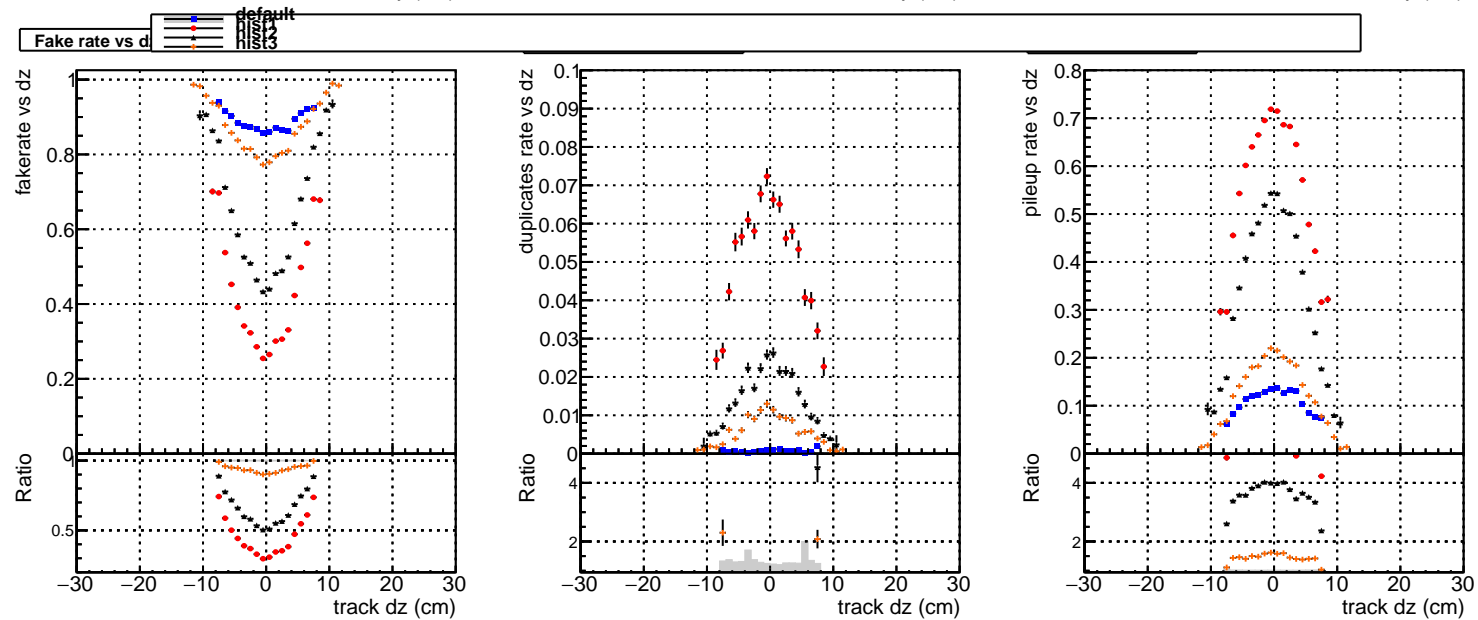 default
hist1
hist2
hist3
Fake rate vs dz
fakerate vs dz
1
0.8
0.6
0.4
0.2
0
Ratio
0.5
−30 −20 −10 0 10 20 30
track dz (cm)
duplicates rate vs dz
0.1
0.09
0.08
0.07
0.06
0.05
0.04
0.03
0.02
0.01
0
Ratio
4
2
−30 −20 −10 0 10 20 30
track dz (cm)
pileup rate vs dz
0.8
0.7
0.6
0.5
0.4
0.3
0.2
0.1
0
Ratio
4
2
−30 −20 −10 0 10 20 30
track dz (cm)